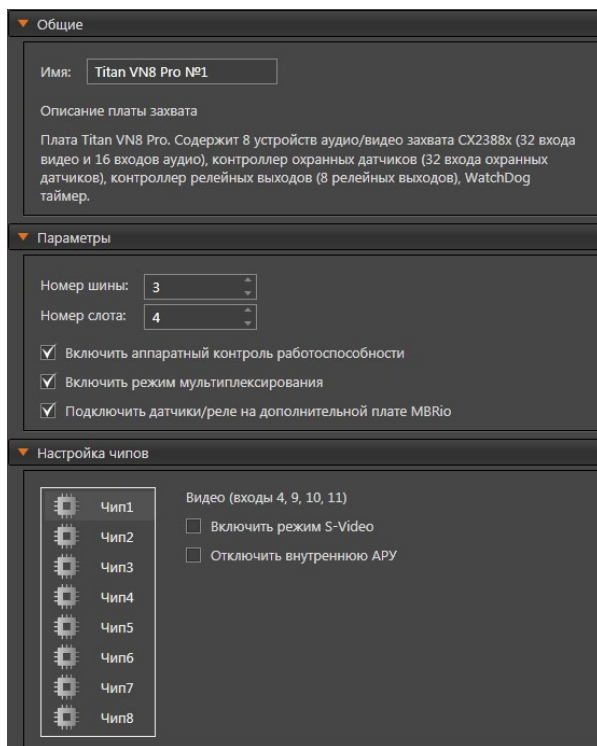 Общие
Имя: Titan VN8 Pro №1
Описание платы захвата
Плата Titan VN8 Pro. Содержит 8 устройств аудио/видео захвата CX2388x (32 входа
видео и 16 входов аудио), контроллер охранных датчиков (32 входа охранных
датчиков), контроллер релейных выходов (8 релейных выходов), WatchDog
таймер.
Параметры
Номер шины: 3
Номер слота: 4
Включить аппаратный контроль работоспособности
Включить режим мультиплексирования
Подключить датчики/реле на дополнительной плате MBRio
Настройка чипов
Чип1
Чип2
Чип3
Чип4
Чип5
Чип6
Чип7
Чип8
Видео (входы 4, 9, 10, 11)
Включить режим S-Video
Отключить внутреннюю АРУ